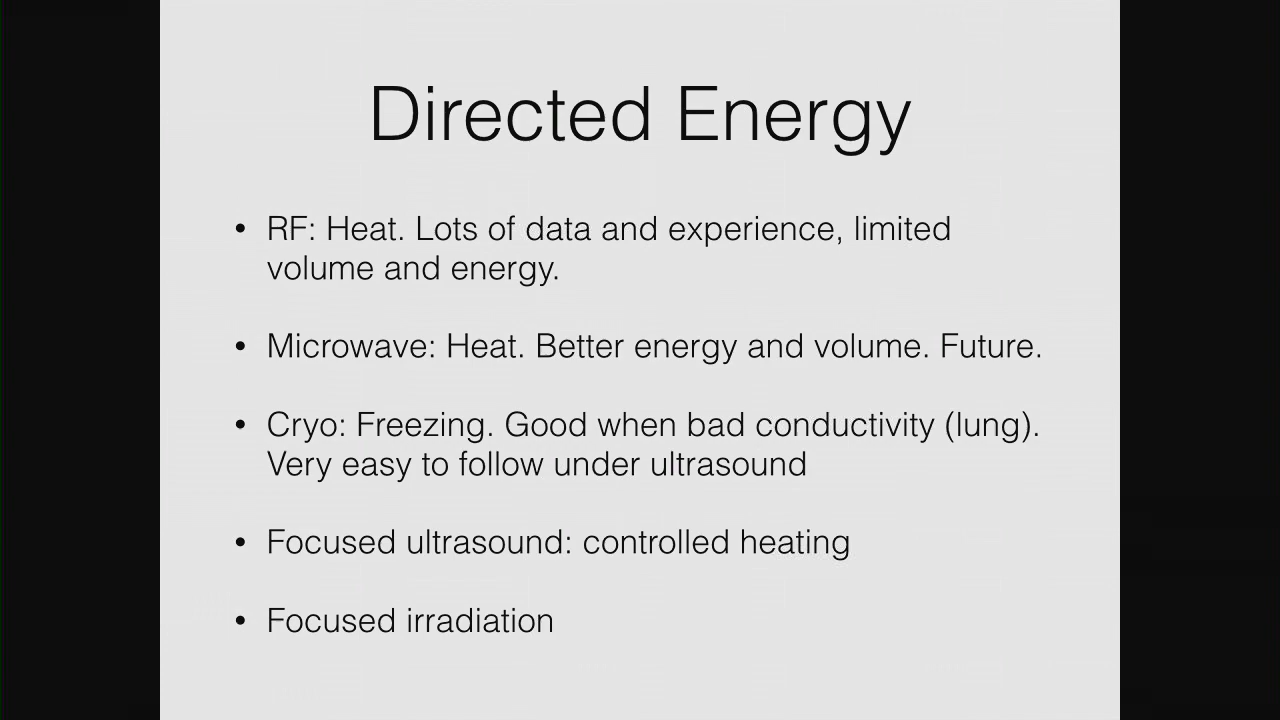 Directed Energy
• RF: Heat. Lots of data and experience, limited
volume and energy.
• Microwave: Heat. Better energy and volume. Future.
• Cryo: Freezing. Good when bad conductivity (lung).
Very easy to follow under ultrasound
• Focused ultrasound: controlled heating
• Focused irradiation